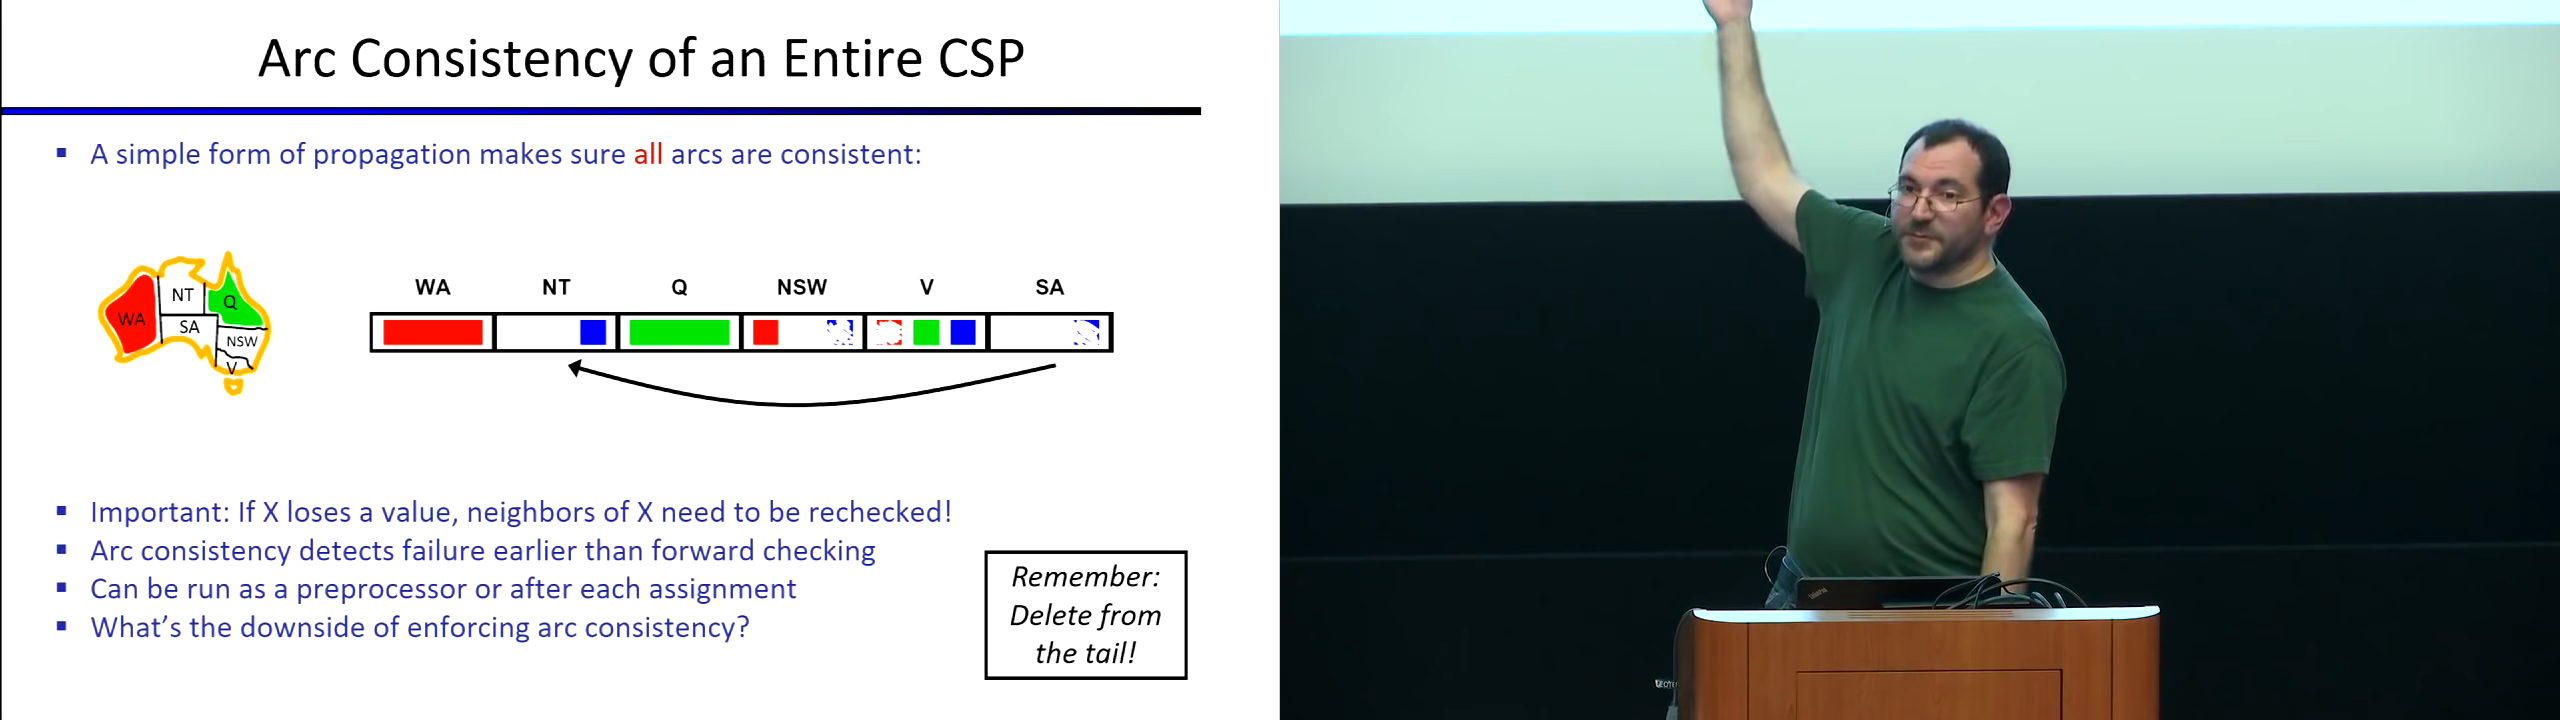 Arc Consistency of an Entire CSP
A simple form of propagation makes sure all arcs are consistent:
WA
NT
Q
SA
NSW
V
WA NT Q NSW V SA
Important: If X loses a value, neighbors of X need to be rechecked!
Arc consistency detects failure earlier than forward checking
Can be run as a preprocessor or after each assignment
What's the downside of enforcing arc consistency?
Remember:
Delete from
the tail!